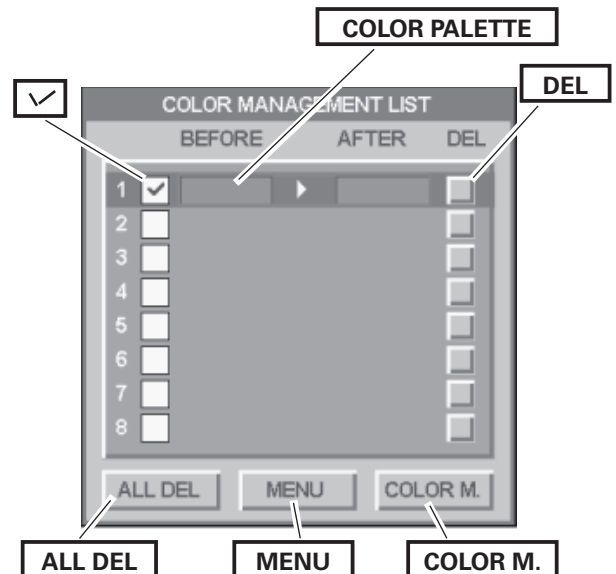 COLOR PALETTE
✓
DEL
COLOR MANAGEMENT LIST
BEFORE AFTER DEL
1 ✓
2
3
4
5
6
7
8
ALL DEL MENU COLOR M.
ALL DEL MENU COLOR M.